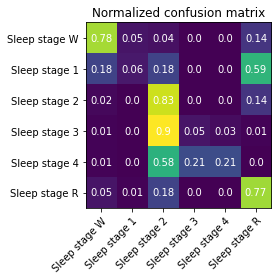 Normalized confusion matrix
Sleep stage W 0.78 0.05 0.04 0.0 0.0 0.14
Sleep stage 1 0.18 0.06 0.18 0.0 0.0 0.59
Sleep stage 2 0.02 0.0 0.83 0.0 0.0 0.14
Sleep stage 3 0.01 0.0 0.9 0.05 0.03 0.01
Sleep stage 4 0.01 0.0 0.58 0.21 0.21 0.0
Sleep stage R 0.05 0.01 0.18 0.0 0.0 0.77
Sleep stage W
Sleep stage 1
Sleep stage 2
Sleep stage 3
Sleep stage 4
Sleep stage R